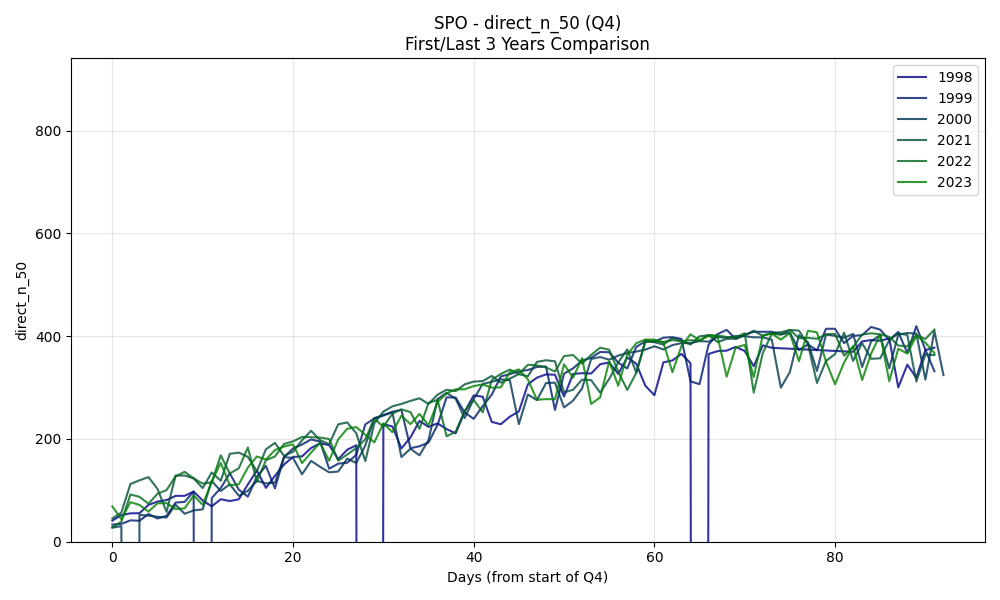 SPO - direct_n_50 (Q4)
First/Last 3 Years Comparison
1998
1999
2000
2021
2022
2023
800
600
400
200
0
direct_n_50
0 20 40 60 80
Days (from start of Q4)